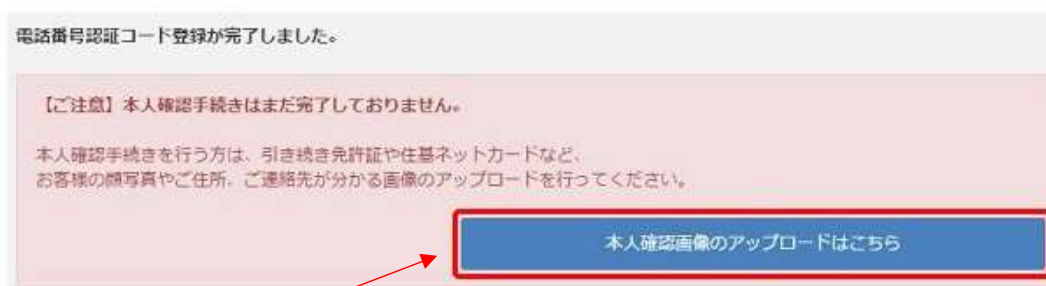 電話番号認証コード登録が完了しました。
【ご注意】本人確認手続きはまだ完了しておりません。
本人確認手続きを行う方は、引き続き免許証や住基ネットカードなど、
お客様の顔写真やご住所、ご連絡先が分かる画像のアップロードを行ってください。
本人確認画像のアップロードはこちら